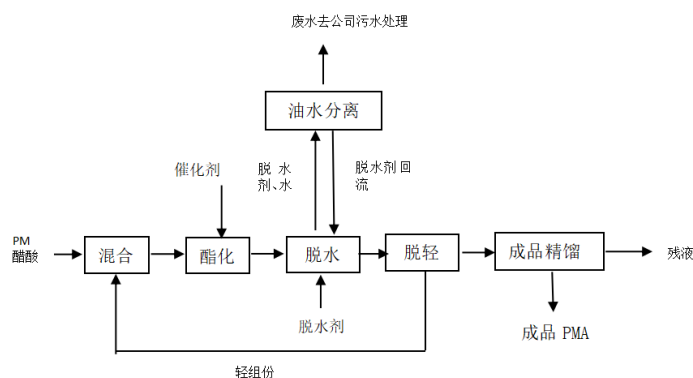 废水去公司污水处理
油水分离
催化剂
脱 水
剂、水
脱水剂回
流
PM
醋酸
混合
酯化
脱水
脱轻
成品精馏
残液
脱水剂
成品 PMA
轻组份